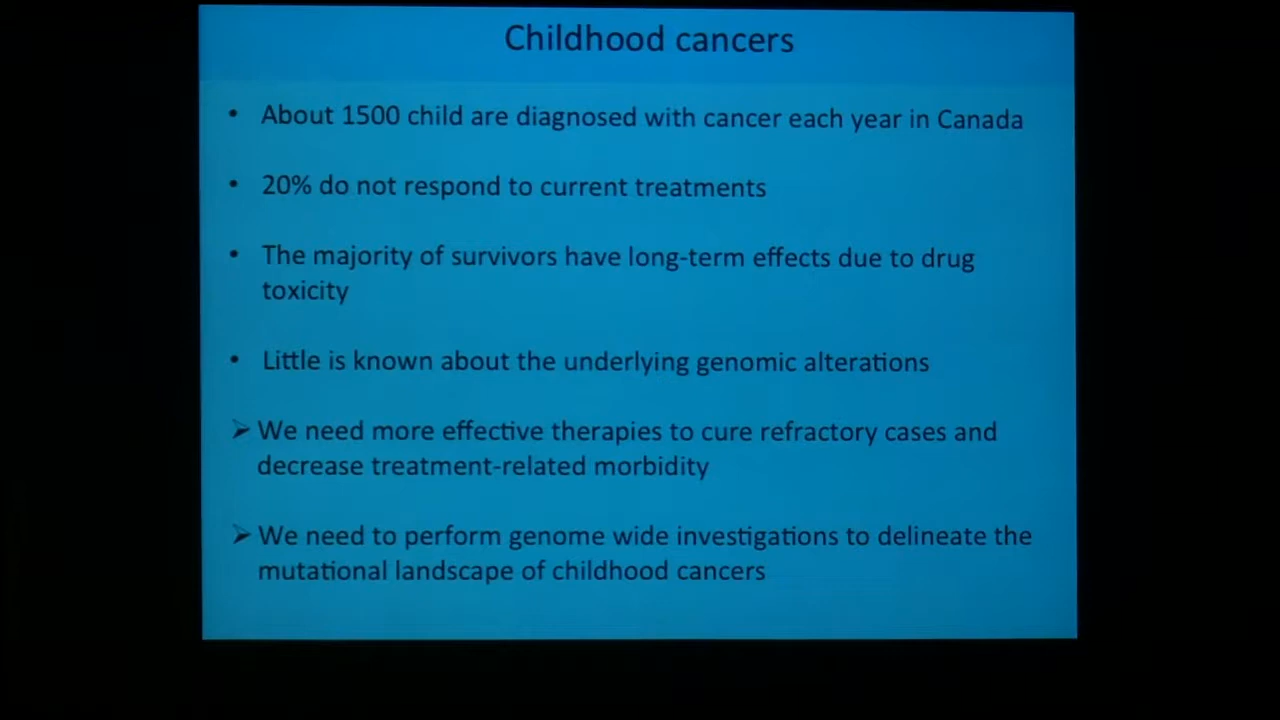 Childhood cancers
• About 1500 child are diagnosed with cancer each year in Canada
• 20% do not respond to current treatments
• The majority of survivors have long-term effects due to drug
toxicity
• Little is known about the underlying genomic alterations
➢ We need more effective therapies to cure refractory cases and
decrease treatment-related morbidity
➢ We need to perform genome wide investigations to delineate the
mutational landscape of childhood cancers